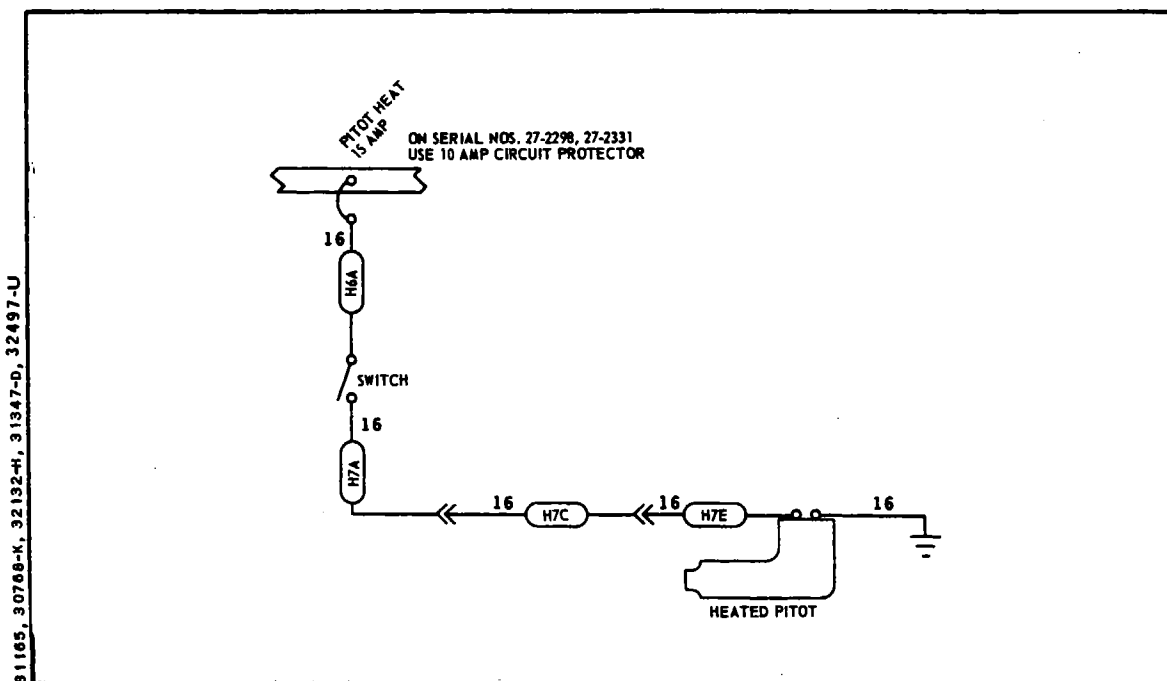 PITOT HEAT
15 AMP
ON SERIAL NOS. 27-2298, 27-2331
USE 10 AMP CIRCUIT PROTECTOR
16
H6A
SWITCH
16
H7A
16
H7C
16
H7E
16
HEATED PITOT
31165, 30768-K, 32132-H, 31347-D, 32497-U